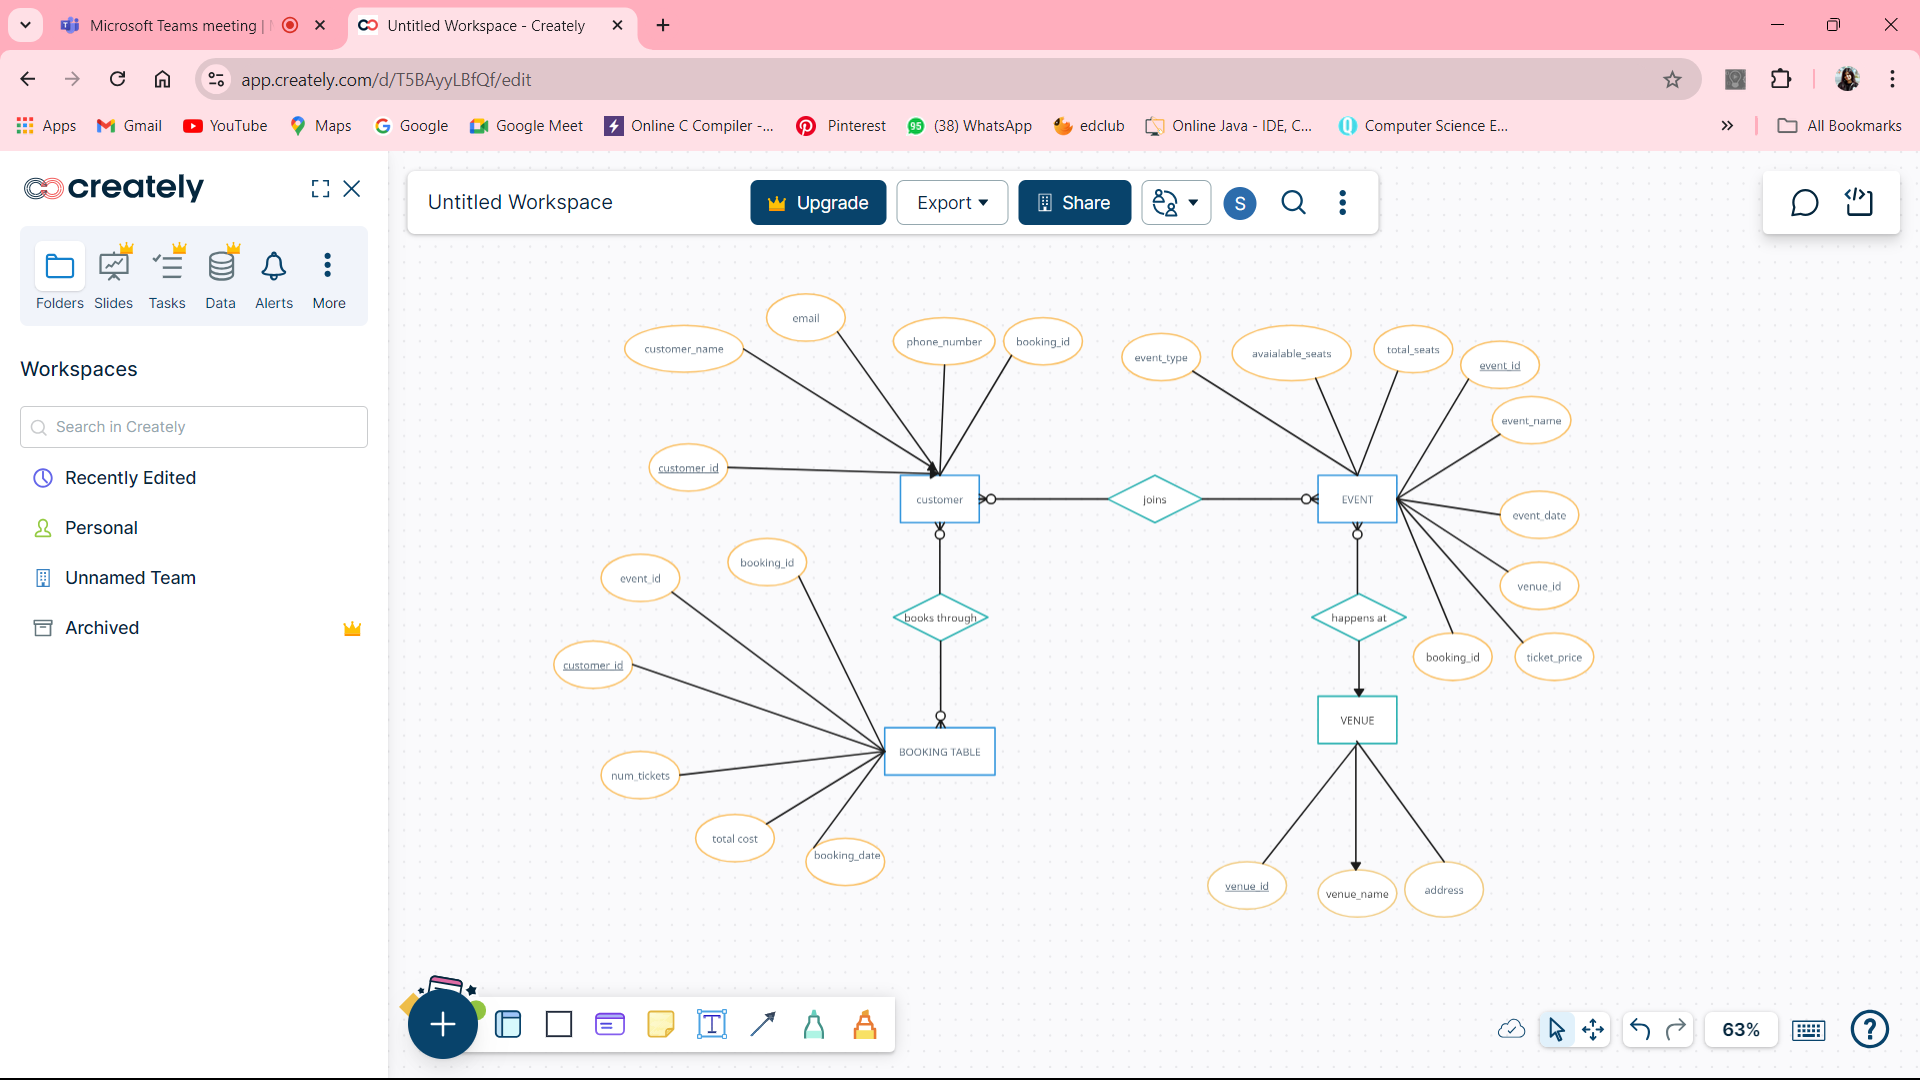 Microsoft Teams meeting |
Untitled Workspace - Creately
app.creately.com/d/T5BAyyLBfQf/edit
Apps
Gmail
YouTube
Maps
Google
Google Meet
Online C Compiler -...
Pinterest
95
(38) WhatsApp
edclub
Online Java - IDE, C...
Computer Science E...
All Bookmarks
creately
Untitled Workspace
Upgrade
Export
Share
S
Folders
Slides
Tasks
Data
Alerts
More
Workspaces
Search in Creately
Recently Edited
Personal
Unnamed Team
Archived
email
customer_name
phone_number
booking_id
event_type
avaialable_seats
total_seats
event_id
event_name
customer_id
customer
joins
EVENT
event_date
event_id
booking_id
venue_id
books through
happens at
customer_id
booking_id
ticket_price
VENUE
BOOKING TABLE
num_tickets
total cost
booking_date
venue_id
venue_name
address
T
63%
?